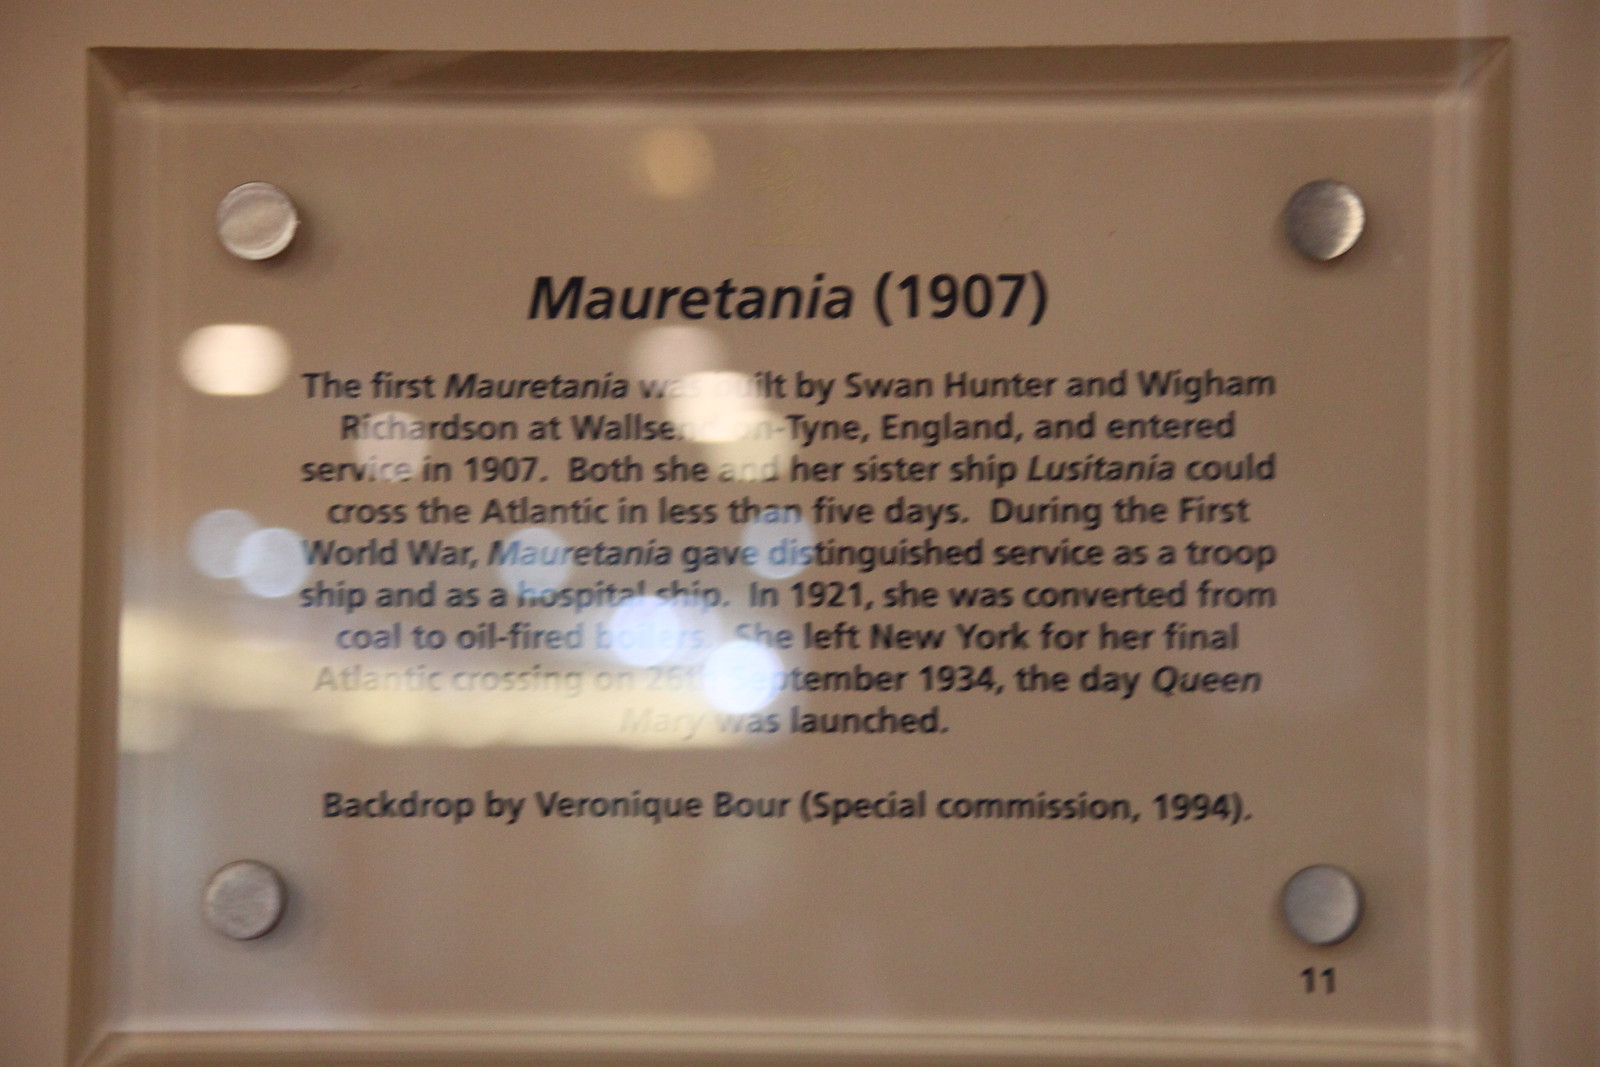 Mauretania (1907)
The first Mauretania was built by Swan Hunter and Wigham
Richardson at Wallsend-on-Tyne, England, and entered
service in 1907. Both she and her sister ship Lusitania could
cross the Atlantic in less than five days. During the First
World War, Mauretania gave distinguished service as a troop
ship and as a hospital ship. In 1921, she was converted from
coal to oil-fired boilers. She left New York for her final
Atlantic crossing on 26th September 1934, the day Queen
Mary was launched.
Backdrop by Veronique Bour (Special commission, 1994).
11